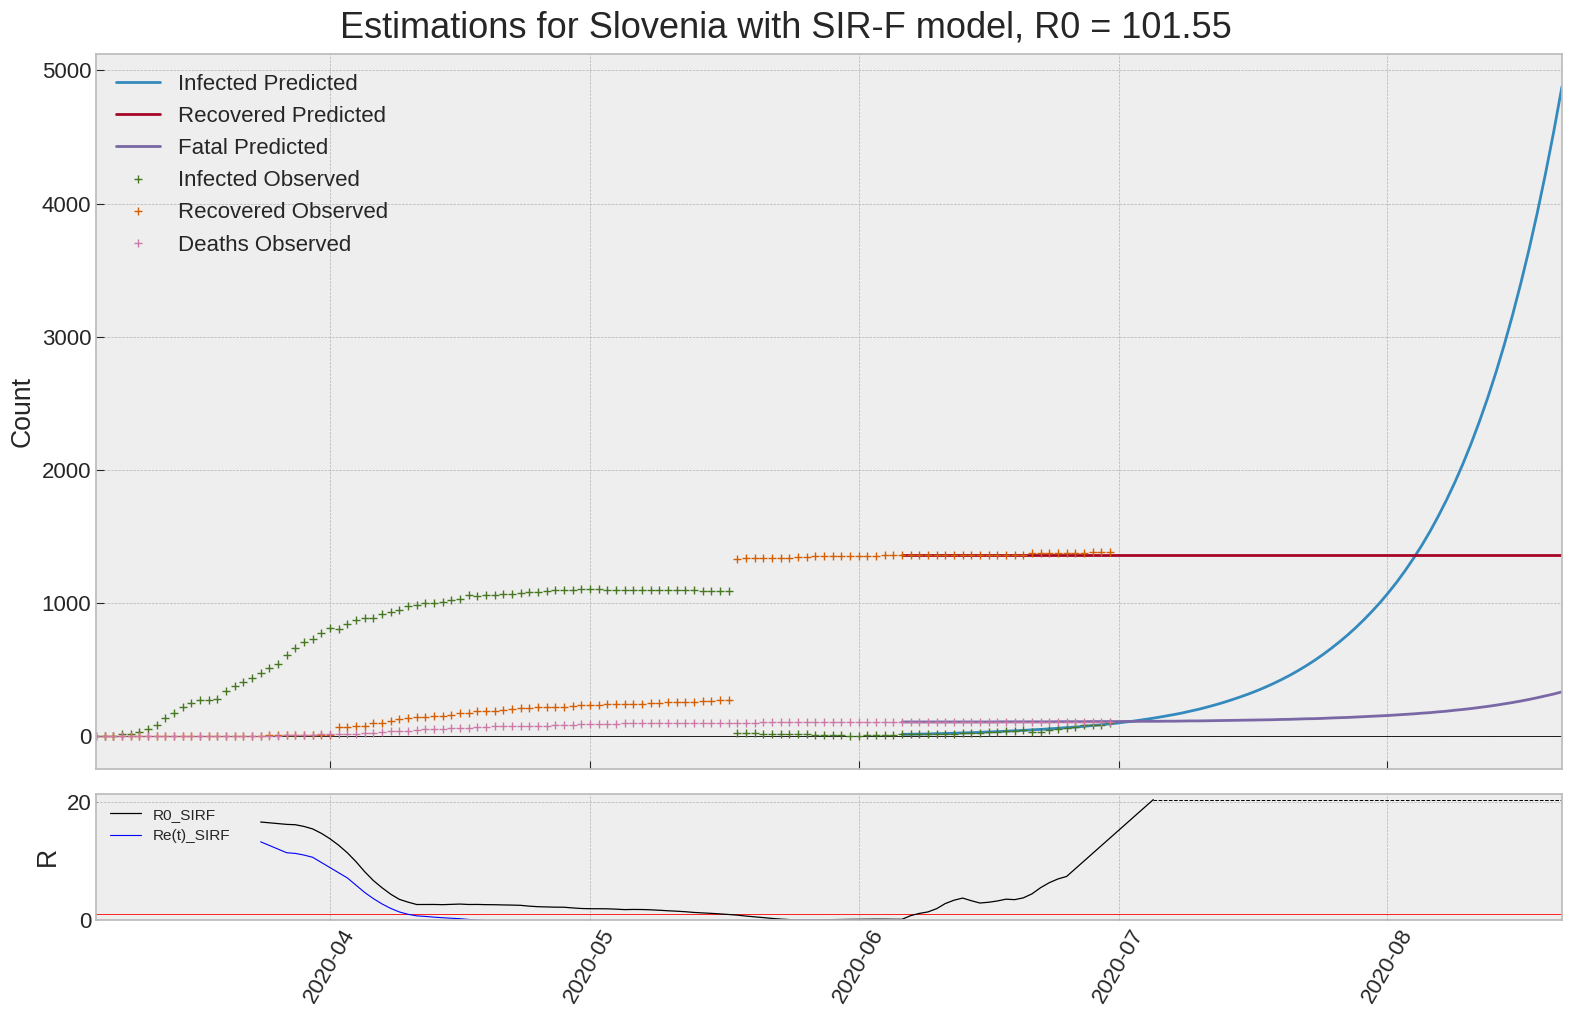 Estimations for Slovenia with SIR-F model, R0 = 101.55
5000
4000
3000
2000
1000
0
Count
Infected Predicted
Recovered Predicted
Fatal Predicted
Infected Observed
Recovered Observed
Deaths Observed
20
0
R
R0_SIRF
Re(t)_SIRF
2020-04
2020-05
2020-06
2020-07
2020-08